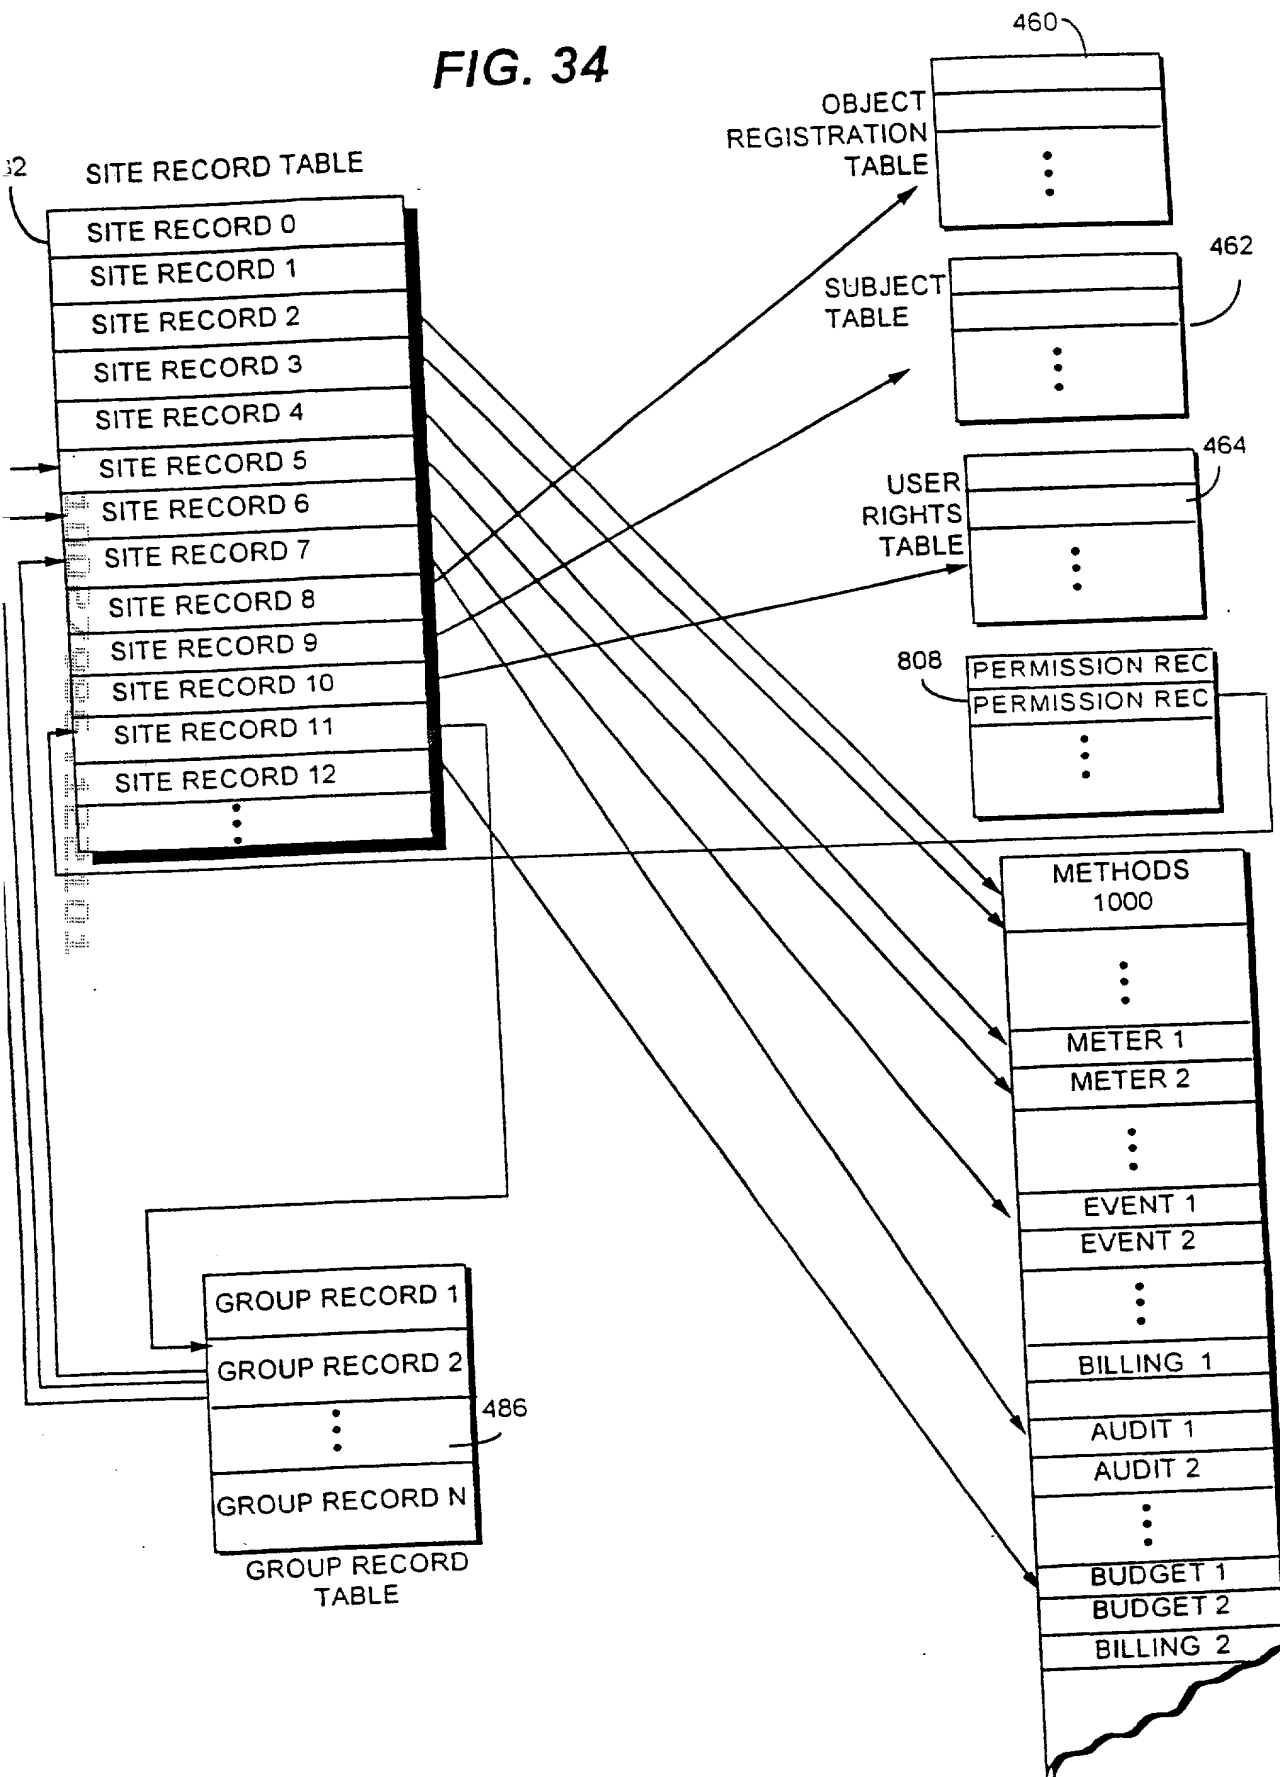 FIG. 34
460
OBJECT
REGISTRATION
TABLE
SITE RECORD TABLE
SITE RECORD 0
SITE RECORD 1
SITE RECORD 2
SITE RECORD 3
SITE RECORD 4
SITE RECORD 5
SITE RECORD 6
SITE RECORD 7
SITE RECORD 8
SITE RECORD 9
SITE RECORD 10
SITE RECORD 11
SITE RECORD 12
462
SUBJECT
TABLE
464
USER
RIGHTS
TABLE
808
PERMISSION REC
PERMISSION REC
METHODS
1000
METER 1
METER 2
EVENT 1
EVENT 2
BILLING 1
AUDIT 1
AUDIT 2
BUDGET 1
BUDGET 2
BILLING 2
GROUP RECORD 1
GROUP RECORD 2
486
GROUP RECORD N
GROUP RECORD
TABLE